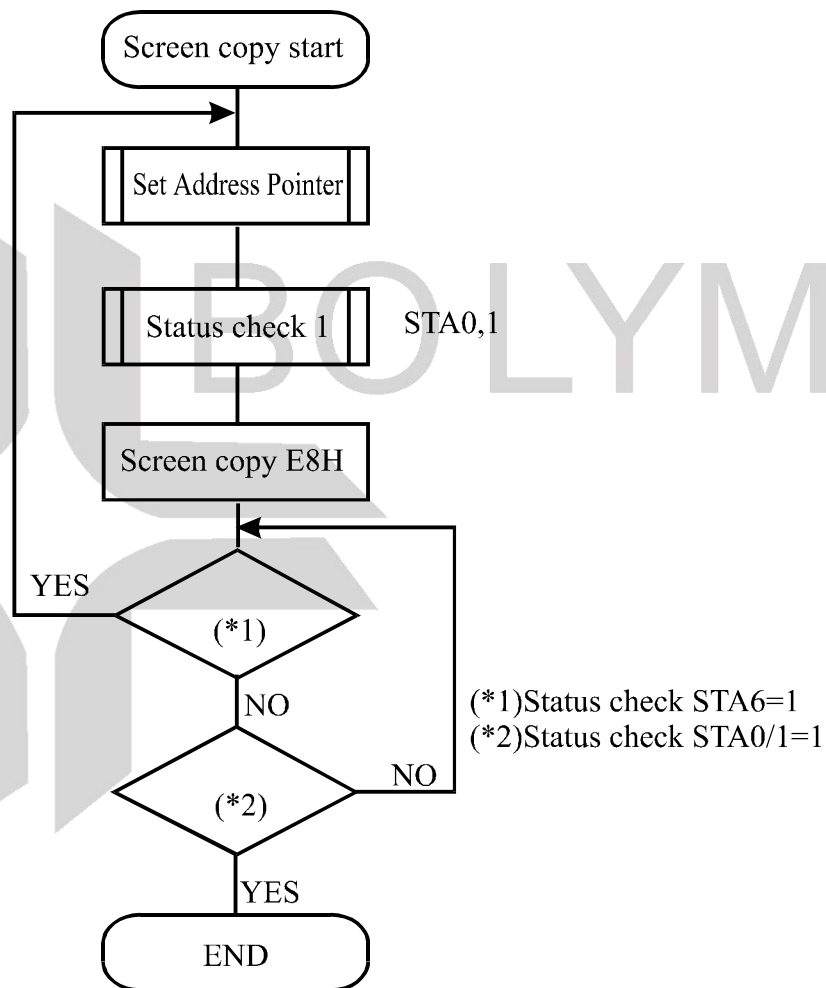 Screen copy start
Set Address Pointer
BOLYM
Status check 1
STA0,1
Screen copy E8H
YES
(*1)
NO
(*1)Status check STA6=1
(*2)Status check STA0/1=1
NO
(*2)
YES
END